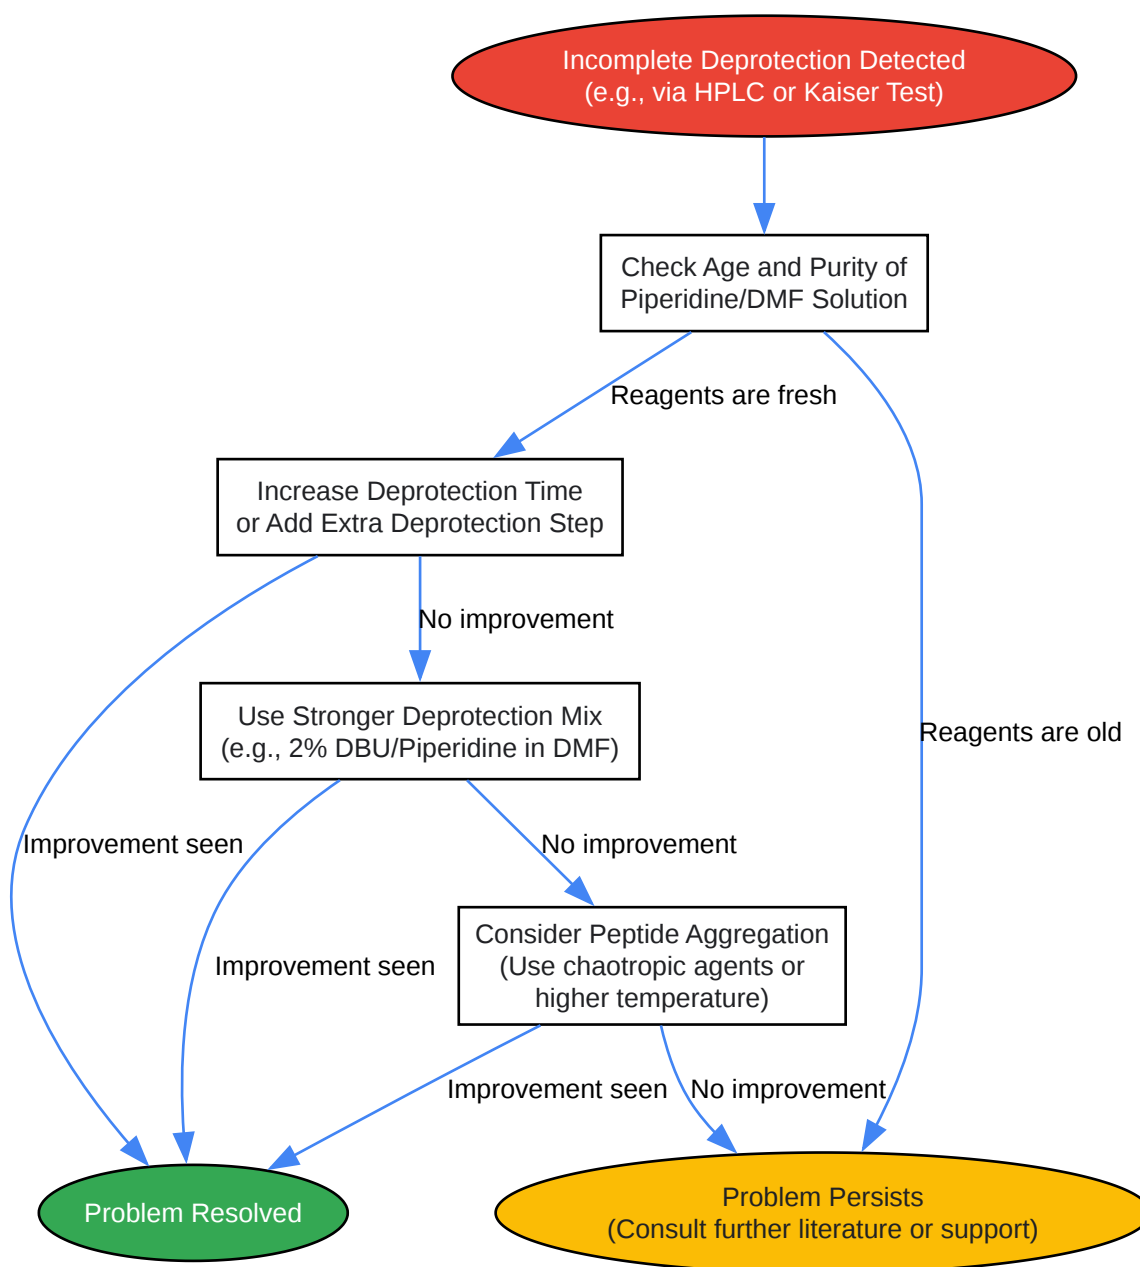 Incomplete Deprotection Detected
(e.g., via HPLC or Kaiser Test)
Check Age and Purity of
Piperidine/DMF Solution
Reagents are fresh
Increase Deprotection Time
or Add Extra Deprotection Step
No improvement
Use Stronger Deprotection Mix
(e.g., 2% DBU/Piperidine in DMF)
Reagents are old
Improvement seen
No improvement
Consider Peptide Aggregation
(Use chaotropic agents or
higher temperature)
Improvement seen
Improvement seen
No improvement
Problem Resolved
Problem Persists
(Consult further literature or support)